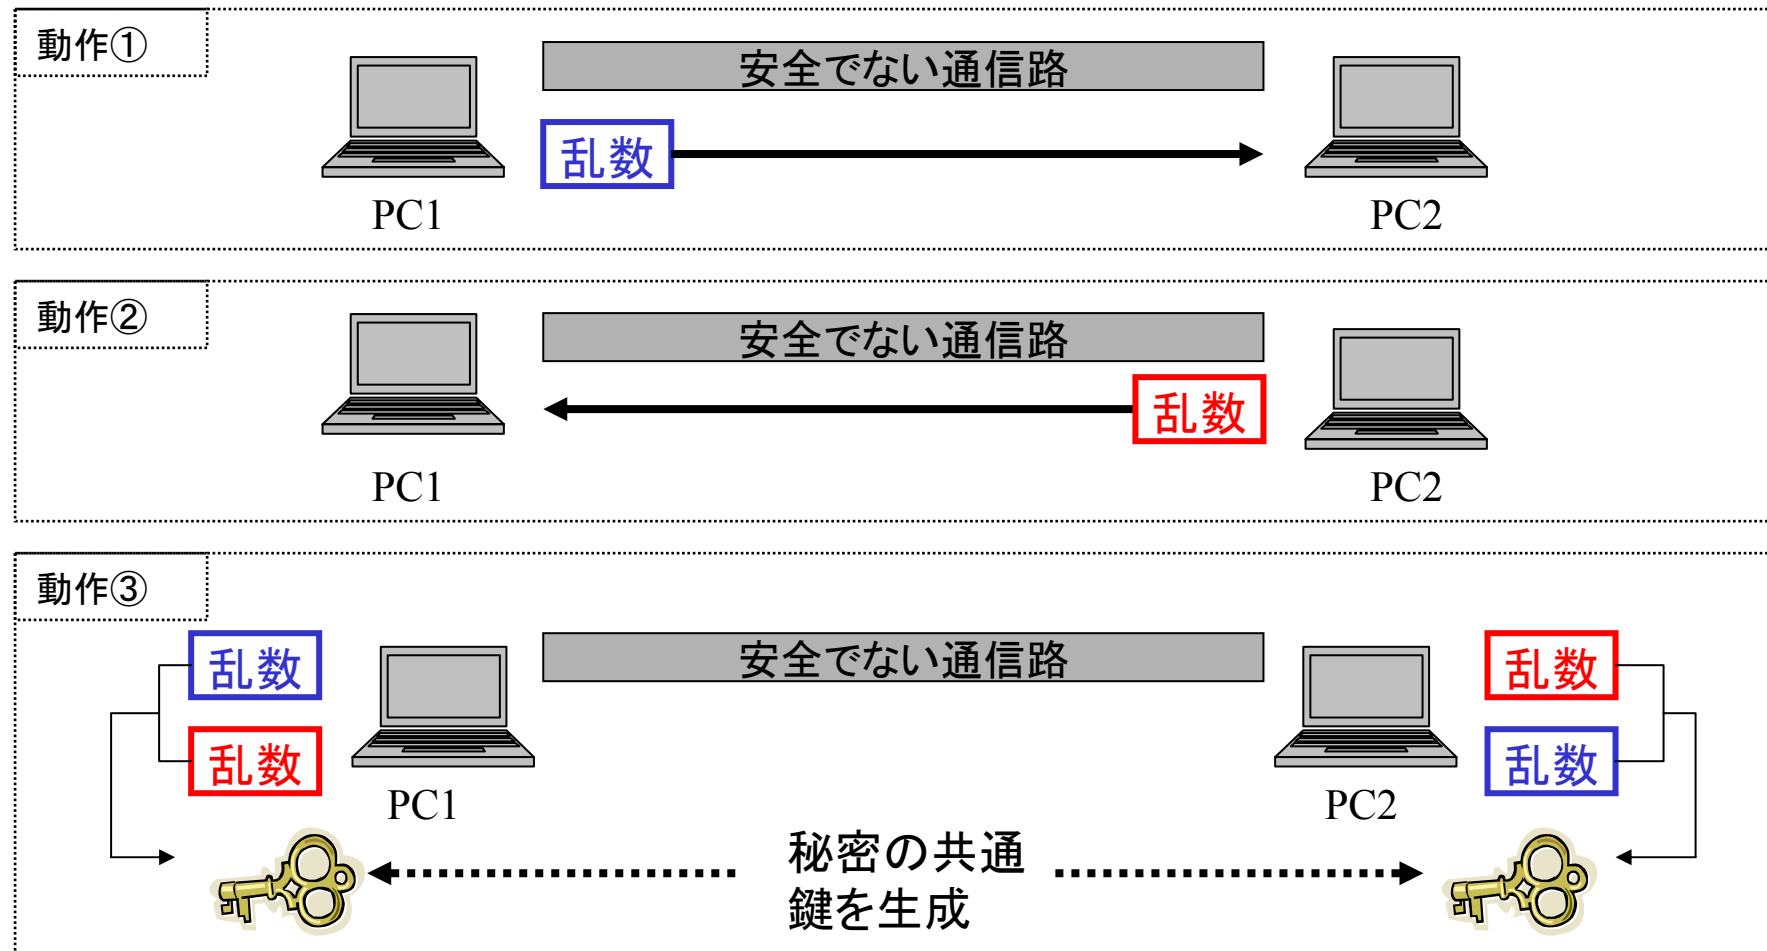 動作①
安全でない通信路
乱数
PC1
PC2
動作②
安全でない通信路
乱数
PC1
PC2
動作③
安全でない通信路
乱数
乱数
乱数
乱数
PC1
PC2
秘密の共通
鍵を生成